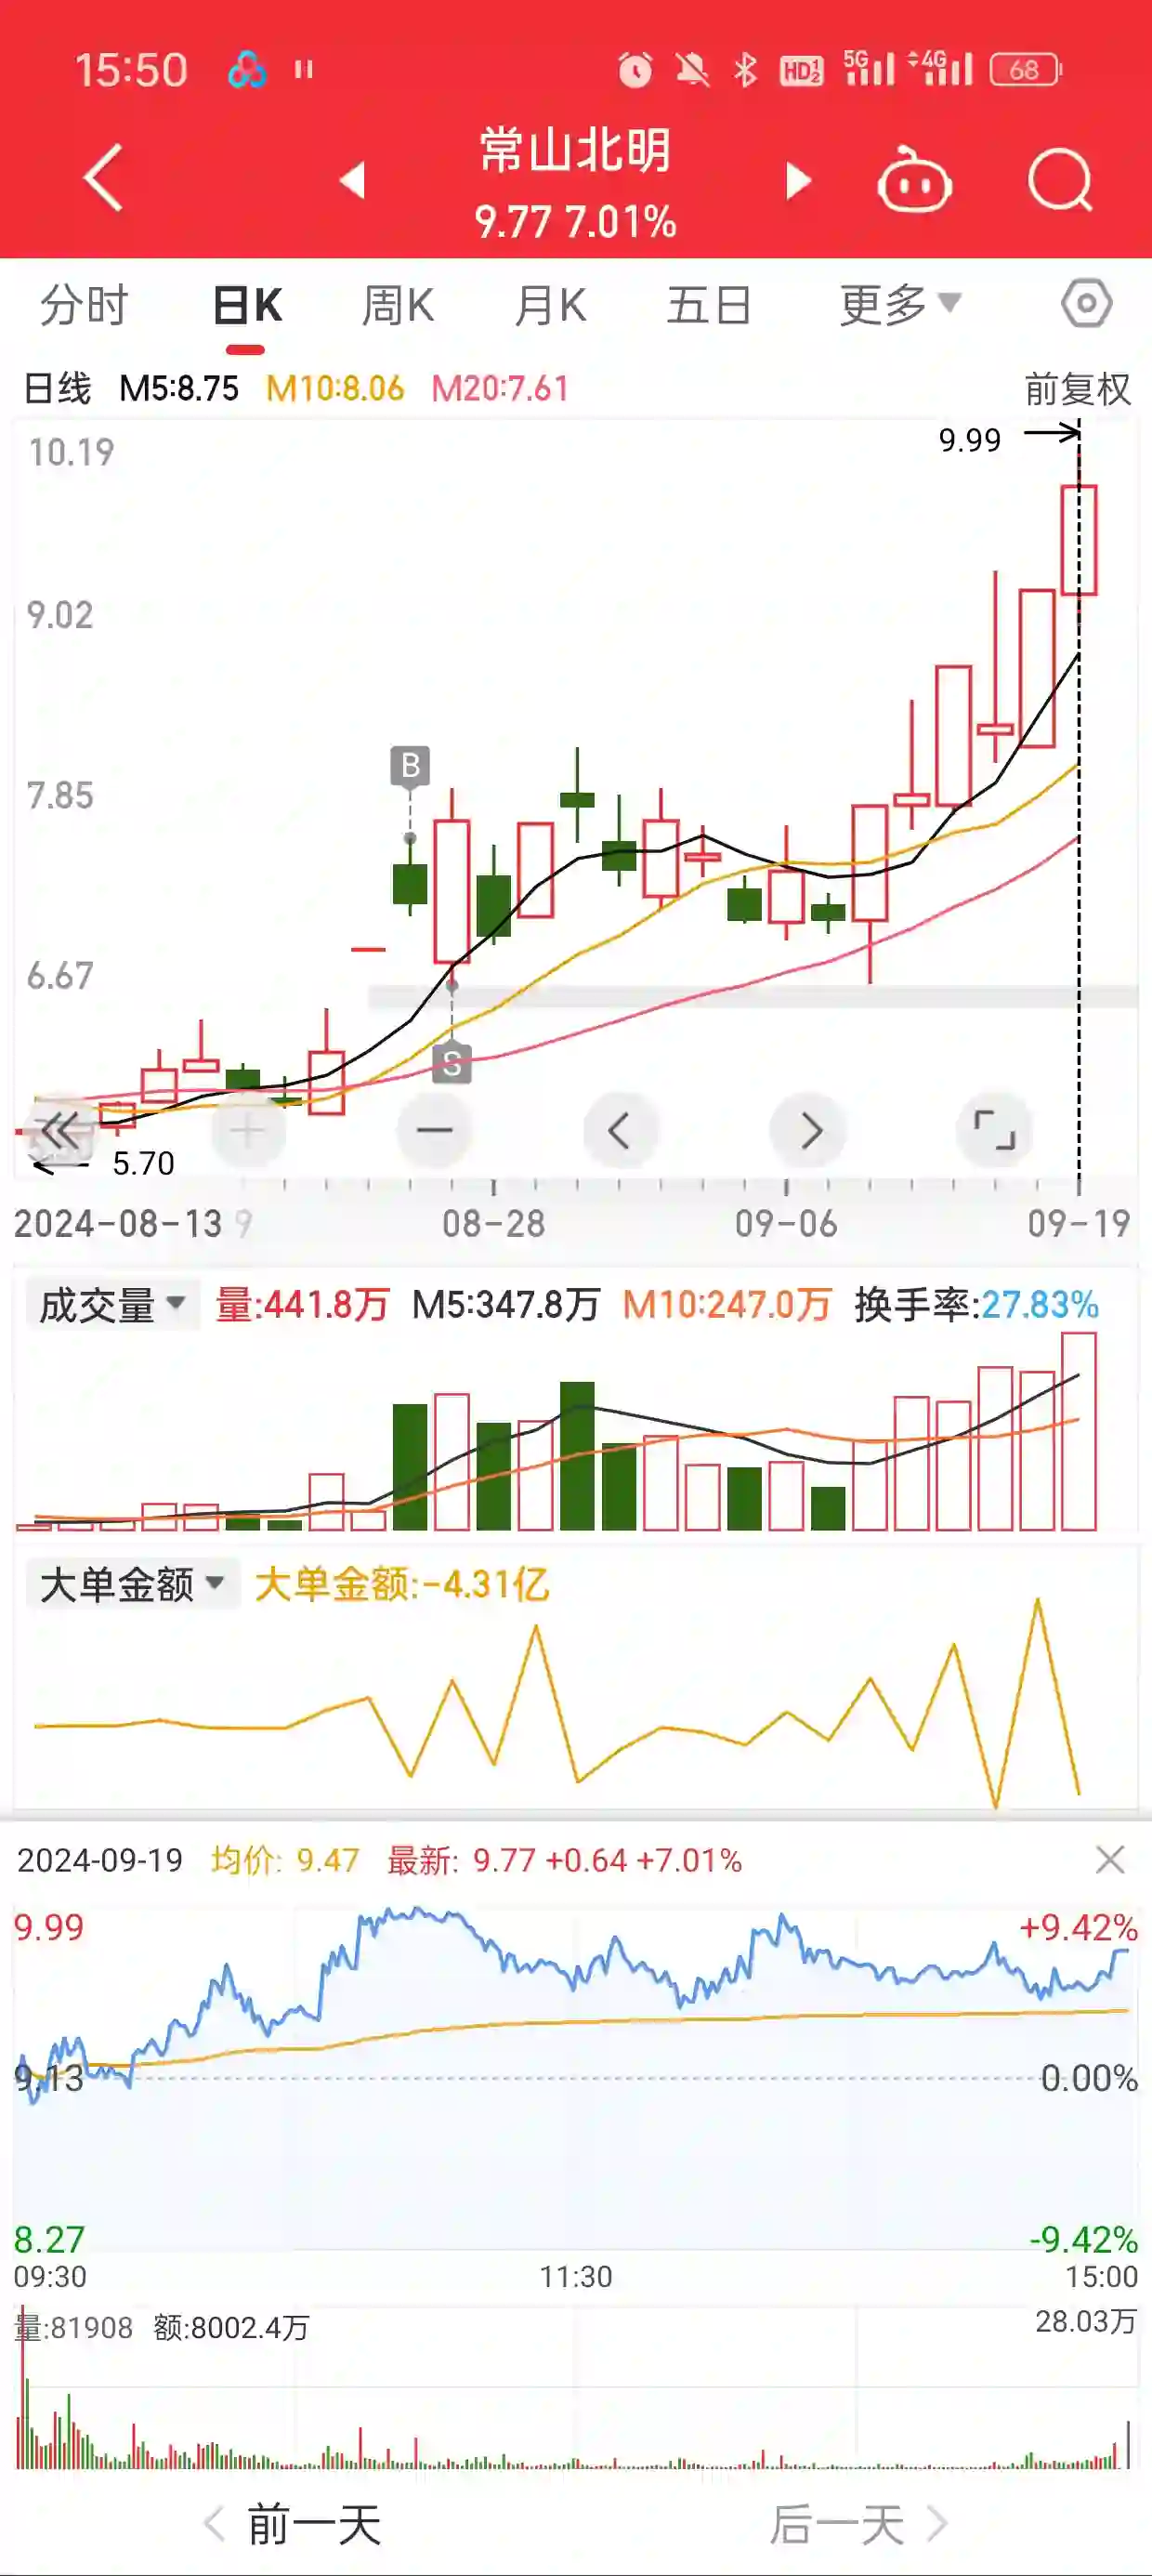 15:50 HD 1 2 5G 4G 68
常山北明
9.77 7.01%
分时 日K 周K 月K 五日 更多
日线 M5:8.75 M10:8.06 M20:7.61 前复权
10.19
9.99
9.02
7.85
B
6.67
S
5.70
2024-08-13 9 08-28 09-06 09-19
成交量 量:441.8万 M5:347.8万 M10:247.0万 换手率:27.83%
大单金额 大单金额:-4.31亿
2024-09-19 均价: 9.47 最新: 9.77 +0.64 +7.01%
9.99 +9.42%
9.13 0.00%
8.27 -9.42%
09:30 11:30 15:00
量:81908 额:8002.4万 28.03万
前一天 后一天